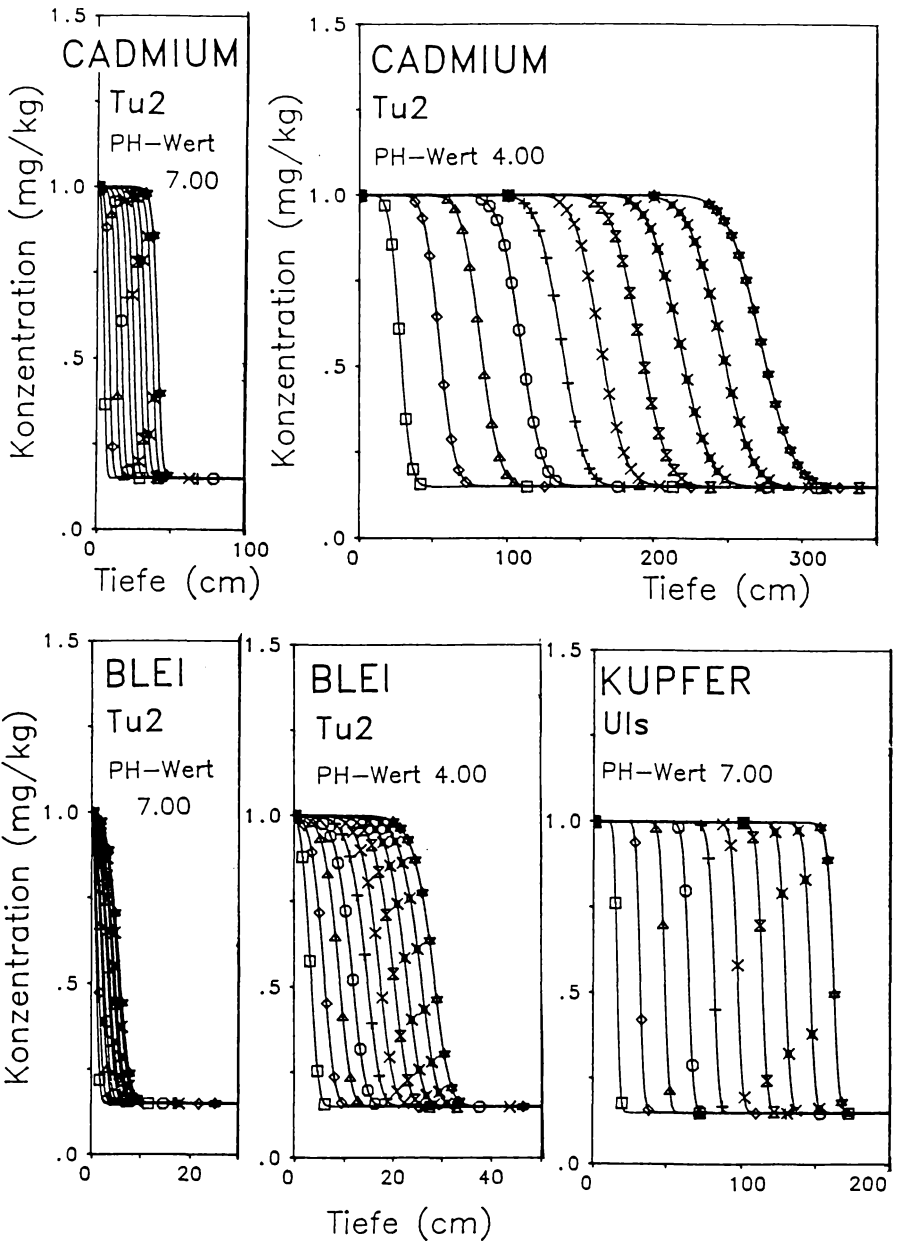 1.5
CADMIUM
Tu2
PH-Wert
7.00
1.0
.5
.0
0
100
Konzentration (mg/kg)
Tiefe (cm)
1.5
CADMIUM
Tu2
PH-Wert 4.00
1.0
.5
.0
0
100
200
300
Konzentration (mg/kg)
Tiefe (cm)
1.5
BLEI
Tu2
PH-Wert
7.00
1.0
.5
.0
0
20
Konzentration (mg/kg)
1.5
BLEI
Tu2
PH-Wert 4.00
1.0
.5
.0
0
20
40
Tiefe (cm)
1.5
KUPFER
Uls
PH-Wert 7.00
1.0
.5
.0
0
100
200